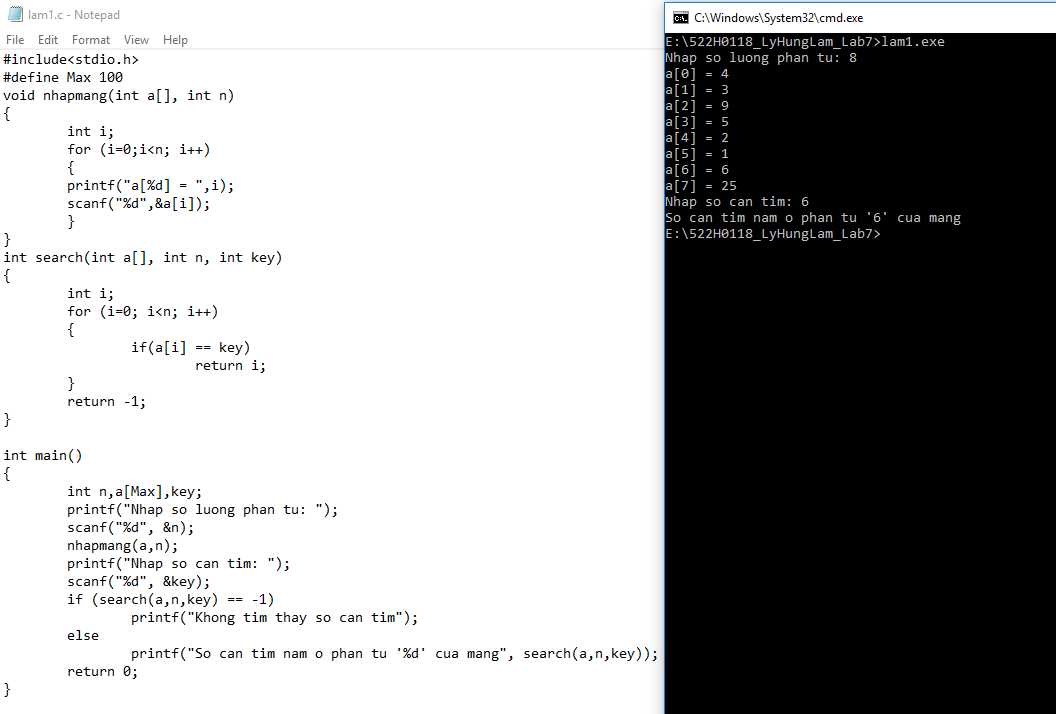 lam1.c - Notepad
File Edit Format View Help
#include<stdio.h>
#define Max 100
void nhapmang(int a[], int n)
{
        int i;
        for (i=0;i<n; i++)
        {
        printf("a[%d] = ",i);
        scanf("%d",&a[i]);
        }
}
int search(int a[], int n, int key)
{
        int i;
        for (i=0; i<n; i++)
        {
                if(a[i] == key)
                        return i;
        }
        return -1;
}

int main()
{
        int n,a[Max],key;
        printf("Nhap so luong phan tu: ");
        scanf("%d", &n);
        nhapmang(a,n);
        printf("Nhap so can tim: ");
        scanf("%d", &key);
        if (search(a,n,key) == -1)
                printf("Khong tim thay so can tim");
        else
                printf("So can tim nam o phan tu '%d' cua mang", search(a,n,key));
        return 0;
}
C:\Windows\System32\cmd.exe
E:\522H0118_LyHungLam_Lab7>lam1.exe
Nhap so luong phan tu: 8
a[0] = 4
a[1] = 3
a[2] = 9
a[3] = 5
a[4] = 2
a[5] = 1
a[6] = 6
a[7] = 25
Nhap so can tim: 6
So can tim nam o phan tu '6' cua mang
E:\522H0118_LyHungLam_Lab7>